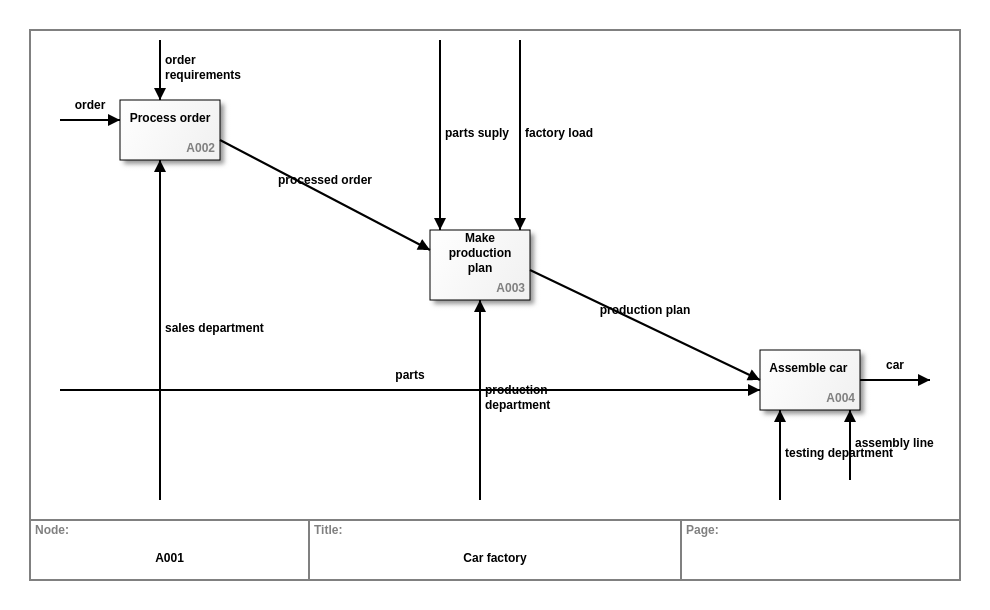 order
requirements
order
Process order
A002
parts suply
factory load
processed order
Make
production
plan
A003
production plan
sales department
Assemble car
A004
car
parts
production
department
assembly line
testing department
Node:
A001
Title:
Car factory
Page: